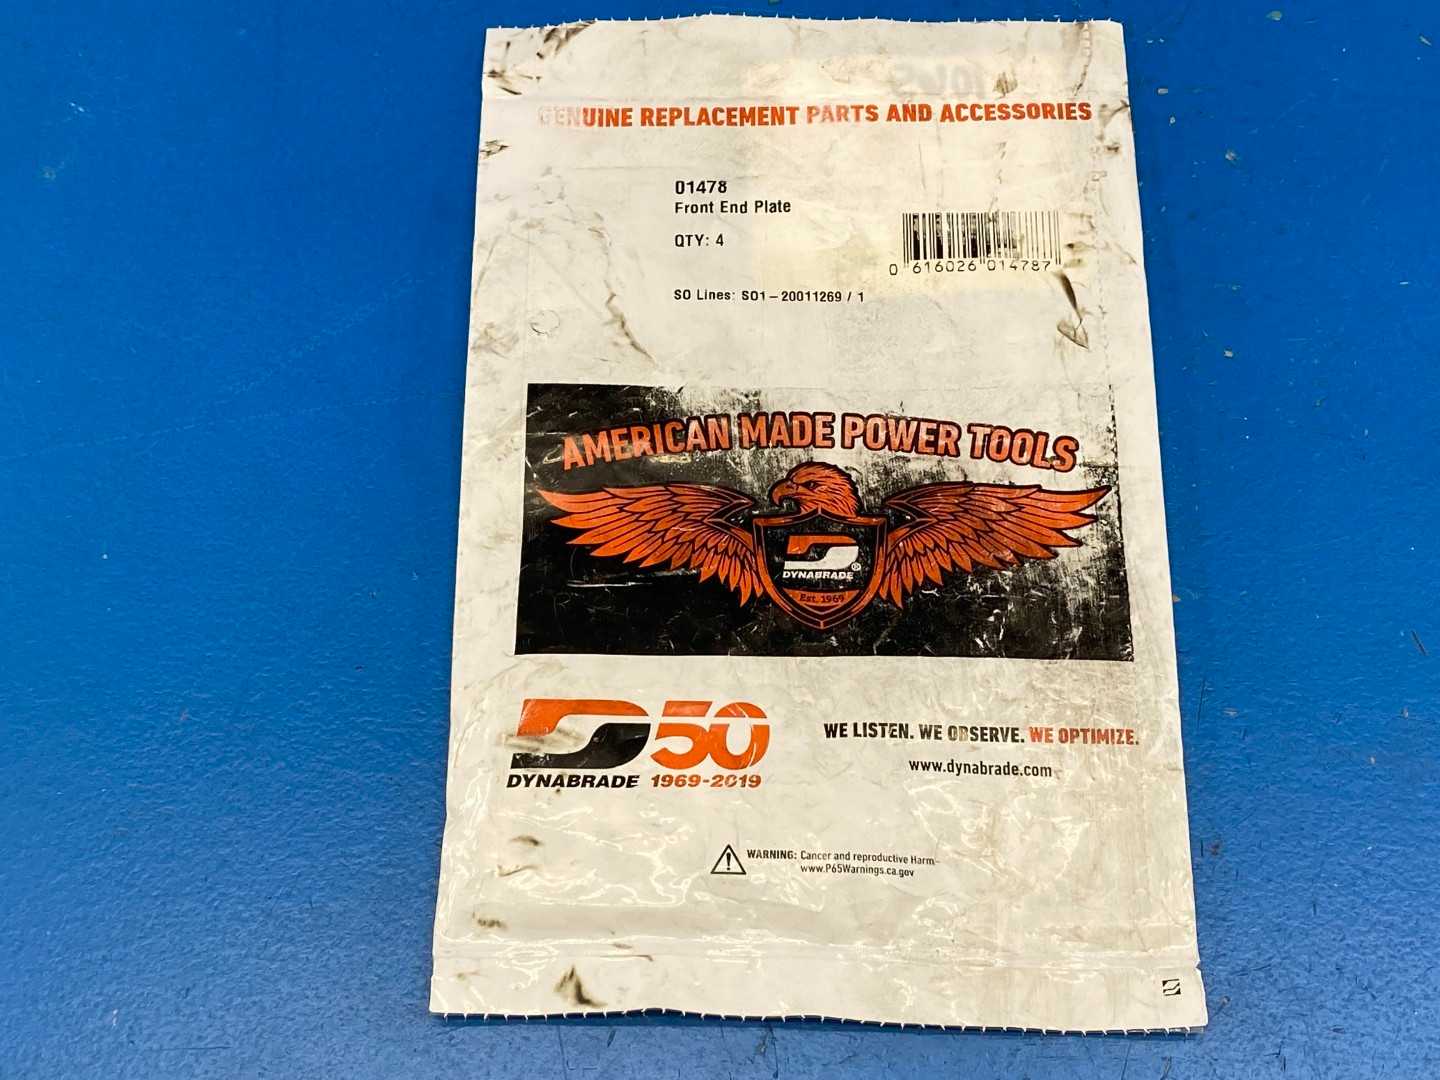 GENUINE REPLACEMENT PARTS AND ACCESSORIES
01478
Front End Plate
QTY: 4
0 616026 014787
SO Lines: SO1-20011269 / 1
AMERICAN MADE POWER TOOLS
DYNABRADE®
Est. 1969
50
DYNABRADE 1969-2019
WE LISTEN. WE OBSERVE. WE OPTIMIZE.
www.dynabrade.com
WARNING: Cancer and reproductive Harm-
www.P65Warnings.ca.gov